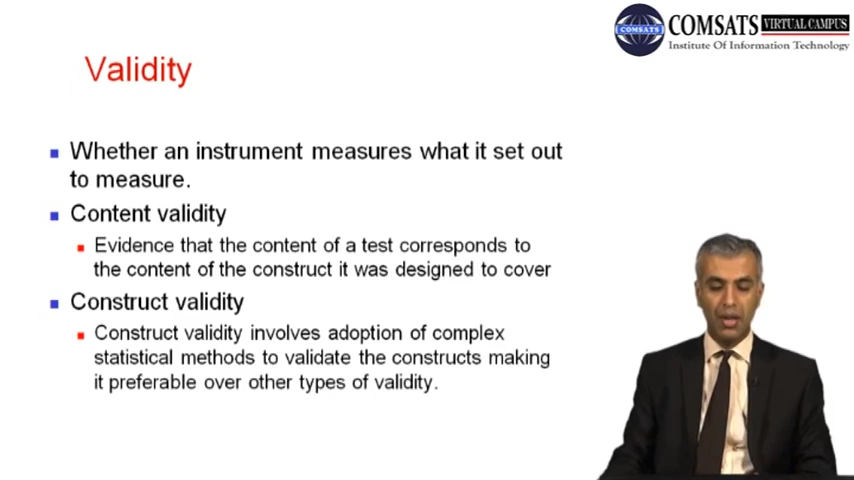 COMSATS
COMSATS VIRTUAL CAMPUS
Institute Of Information Technology
Validity
Whether an instrument measures what it set out
to measure.
Content validity
Evidence that the content of a test corresponds to
the content of the construct it was designed to cover
Construct validity
Construct validity involves adoption of complex
statistical methods to validate the constructs making
it preferable over other types of validity.